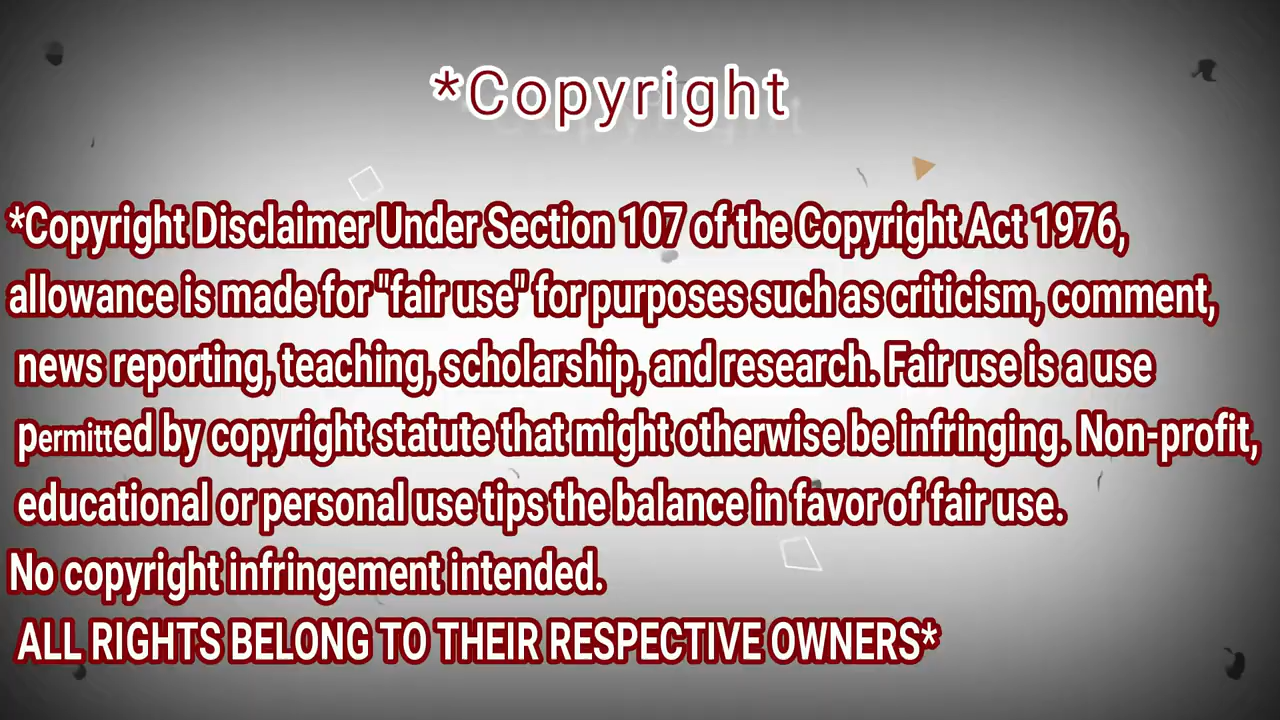 *Copyright
*Copyright Disclaimer Under Section 107 of the Copyright Act 1976,
allowance is made for "fair use" for purposes such as criticism, comment,
news reporting, teaching, scholarship, and research. Fair use is a use
permitted by copyright statute that might otherwise be infringing. Non-profit,
educational or personal use tips the balance in favor of fair use.
No copyright infringement intended.
ALL RIGHTS BELONG TO THEIR RESPECTIVE OWNERS*